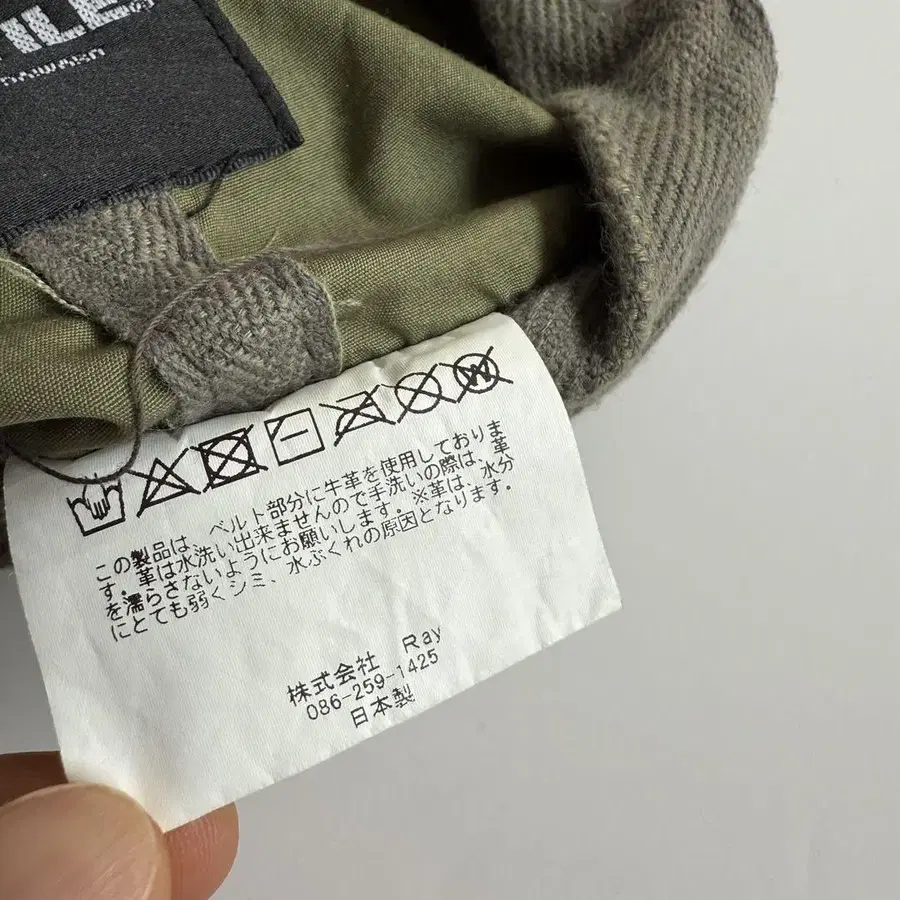 ILE
この製品は、ベルト部分に牛革を使用しておりま
す。革は水洗い出来ませんので手洗いの際は、革
を濡らさないようにお願いします。※革は、水分
にとても弱くシミ、水ぶくれの原因となります。
株式会社 Ray
086-259-1425
日本製